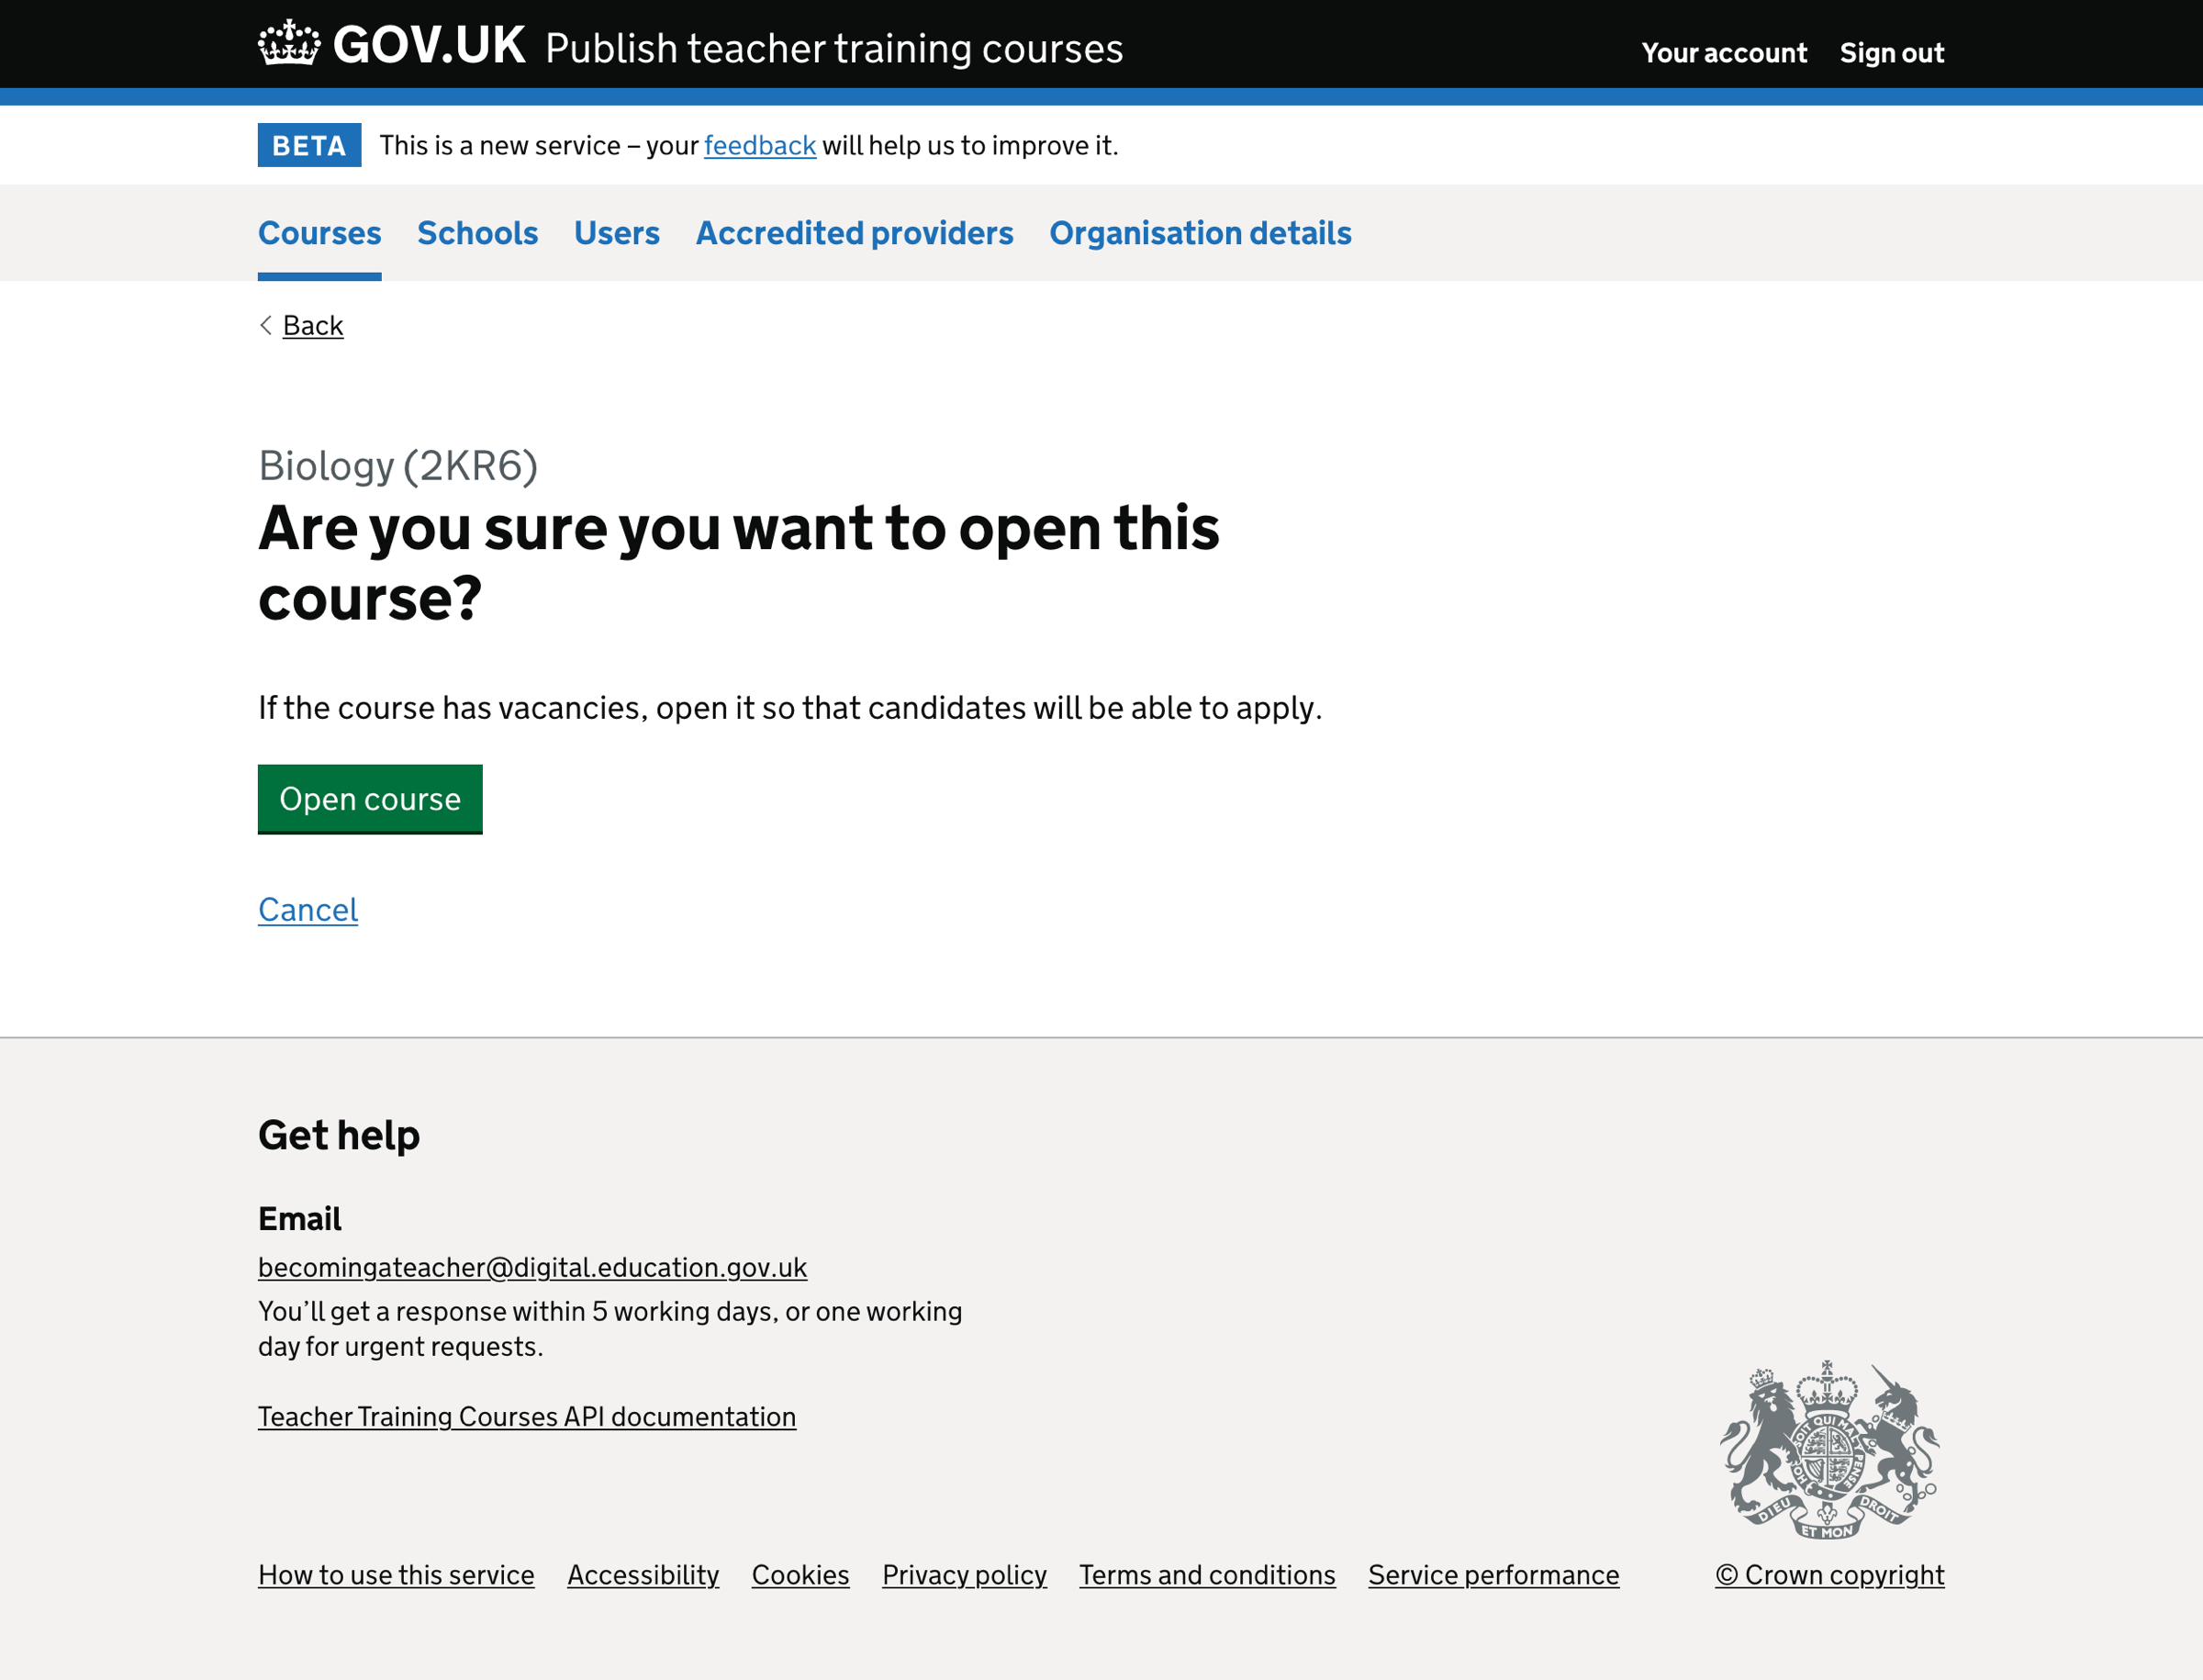 GOV.UK Publish teacher training courses Your account Sign out
BETA This is a new service – your feedback will help us to improve it.
Courses Schools Users Accredited providers Organisation details
Back
Biology (2KR6)
Are you sure you want to open this
course?
If the course has vacancies, open it so that candidates will be able to apply.
Open course
Cancel
Get help
Email
becomingateacher@digital.education.gov.uk
You’ll get a response within 5 working days, or one working
day for urgent requests.
Teacher Training Courses API documentation
HONI SOIT QUI MAL Y PENSE
DIEU ET MON DROIT
How to use this service Accessibility Cookies Privacy policy Terms and conditions Service performance © Crown copyright